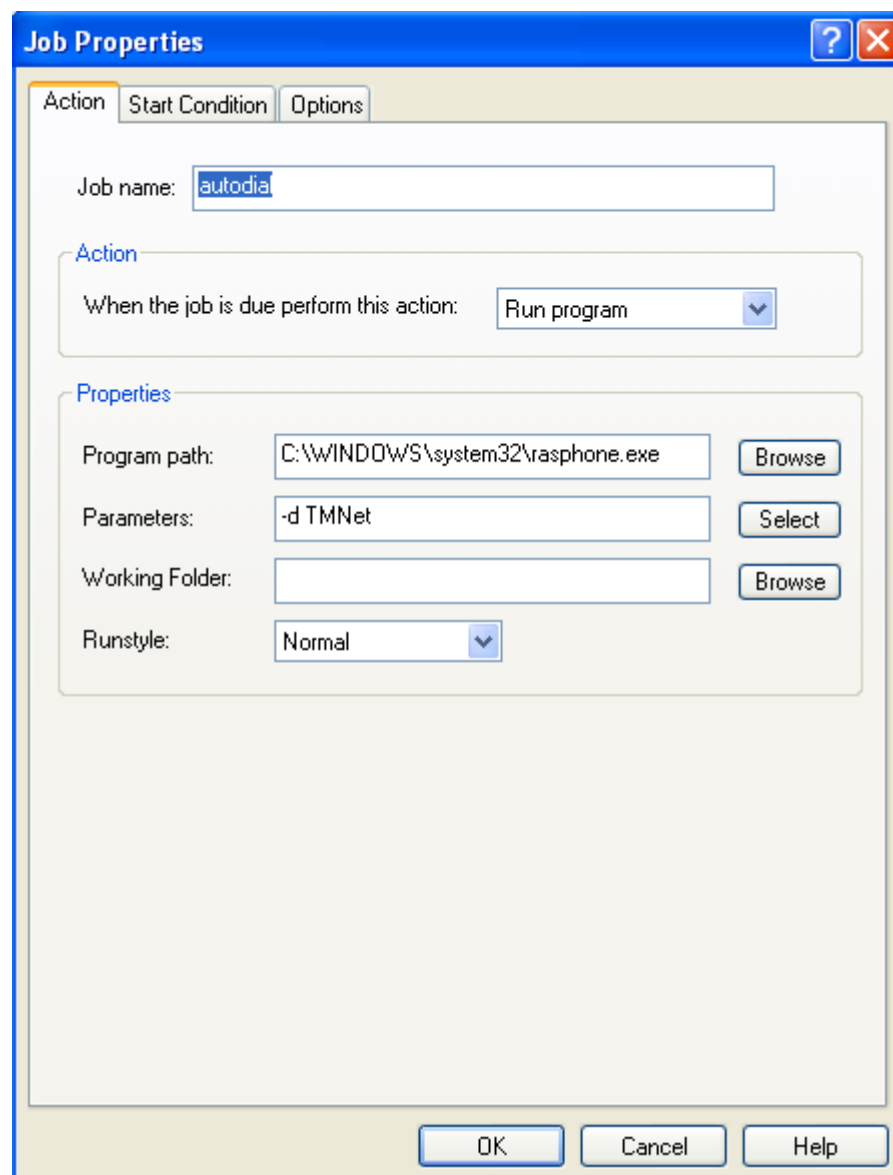 Job Properties
Action Start Condition Options
Job name: autodial
Action
When the job is due perform this action: Run program
Properties
Program path: C:\WINDOWS\system32\rasphone.exe Browse
Parameters: -d TMNet Select
Working Folder: Browse
Runstyle: Normal
OK Cancel Help